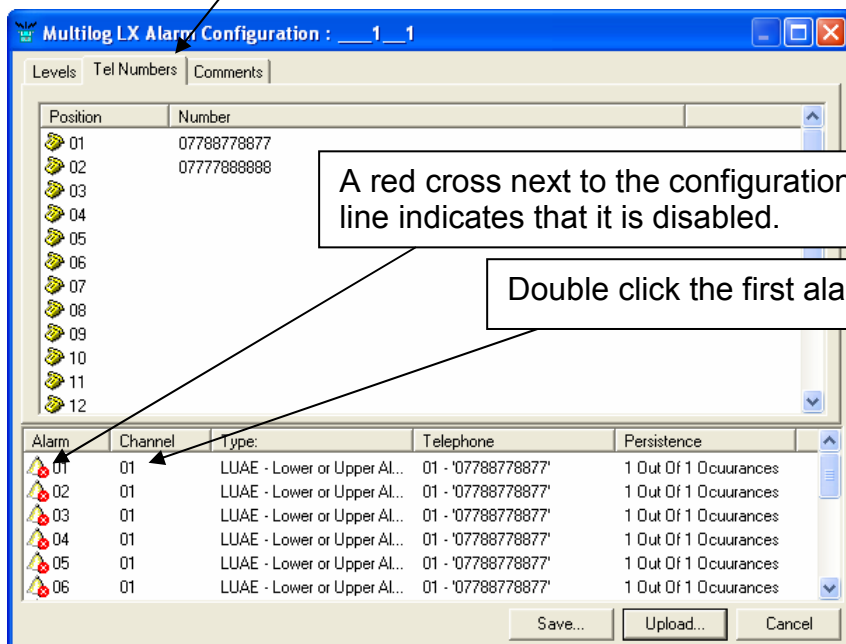 Multilog LX Alarm Configuration : ___1__1
Levels Tel Numbers Comments
Position Number
01 07788778877
02 07777888888
03
04
05
06
07
08
09
10
11
12
A red cross next to the configuration
line indicates that it is disabled.
Double click the first ala
Alarm Channel Type: Telephone Persistence
01 01 LUAE - Lower or Upper Al... 01 - '07788778877' 1 Out Of 1 Ocuurances
02 01 LUAE - Lower or Upper Al... 01 - '07788778877' 1 Out Of 1 Ocuurances
03 01 LUAE - Lower or Upper Al... 01 - '07788778877' 1 Out Of 1 Ocuurances
04 01 LUAE - Lower or Upper Al... 01 - '07788778877' 1 Out Of 1 Ocuurances
05 01 LUAE - Lower or Upper Al... 01 - '07788778877' 1 Out Of 1 Ocuurances
06 01 LUAE - Lower or Upper Al... 01 - '07788778877' 1 Out Of 1 Ocuurances
Save... Upload... Cancel